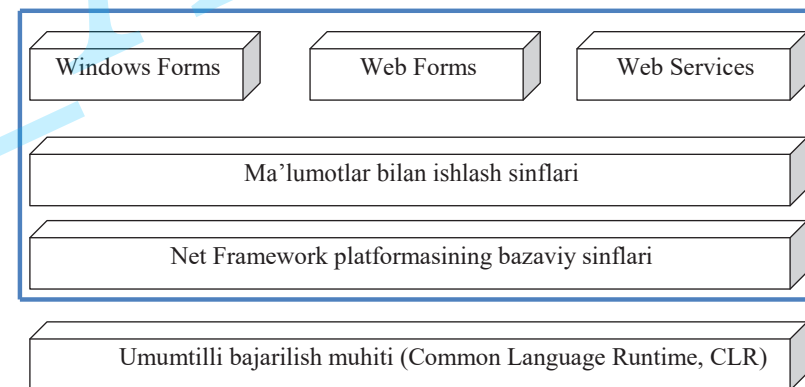 Windows Forms
Web Forms
Web Services
Ma’lumotlar bilan ishlash sinflari
Net Framework platformasining bazaviy sinflari
Umumtilli bajarilish muhiti (Common Language Runtime, CLR)